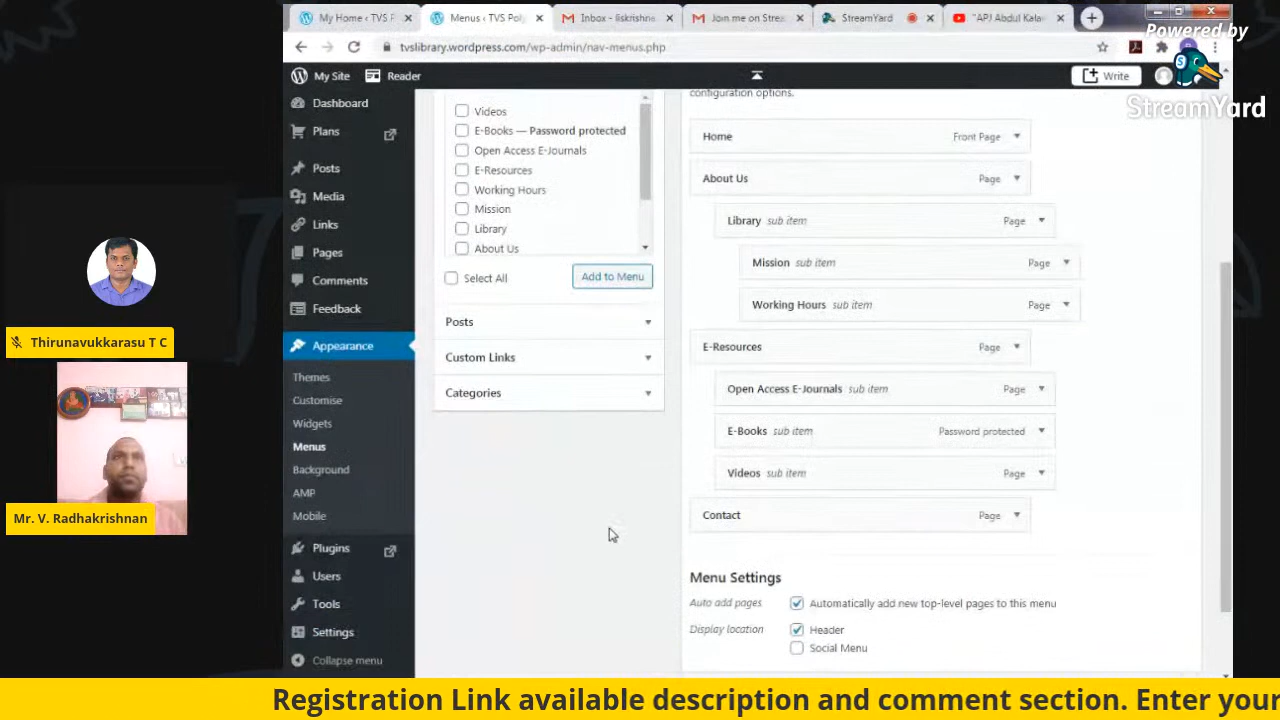 My Home ‹ TVS P
Menus ‹ TVS Pol
Inbox - liskrishna
Join me on Strea
StreamYard
"APJ Abdul Kala
tvslibrary.wordpress.com/wp-admin/nav-menus.php
Powered by
StreamYard
My Site
Reader
Write
Dashboard
Plans
Posts
Media
Links
Pages
Comments
Feedback
Appearance
Themes
Customise
Widgets
Menus
Background
AMP
Mobile
Plugins
Users
Tools
Settings
Collapse menu
Videos
E-Books — Password protected
Open Access E-Journals
E-Resources
Working Hours
Mission
Library
About Us
Select All
Add to Menu
Posts
Custom Links
Categories
configuration options.
Home Front Page
About Us Page
Library sub item Page
Mission sub item Page
Working Hours sub item Page
E-Resources Page
Open Access E-Journals sub item Page
E-Books sub item Password protected
Videos sub item Page
Contact Page
Menu Settings
Auto add pages Automatically add new top-level pages to this menu
Display location Header
Social Menu
Thirunavukkarasu T C
Mr. V. Radhakrishnan
Registration Link available description and comment section. Enter your